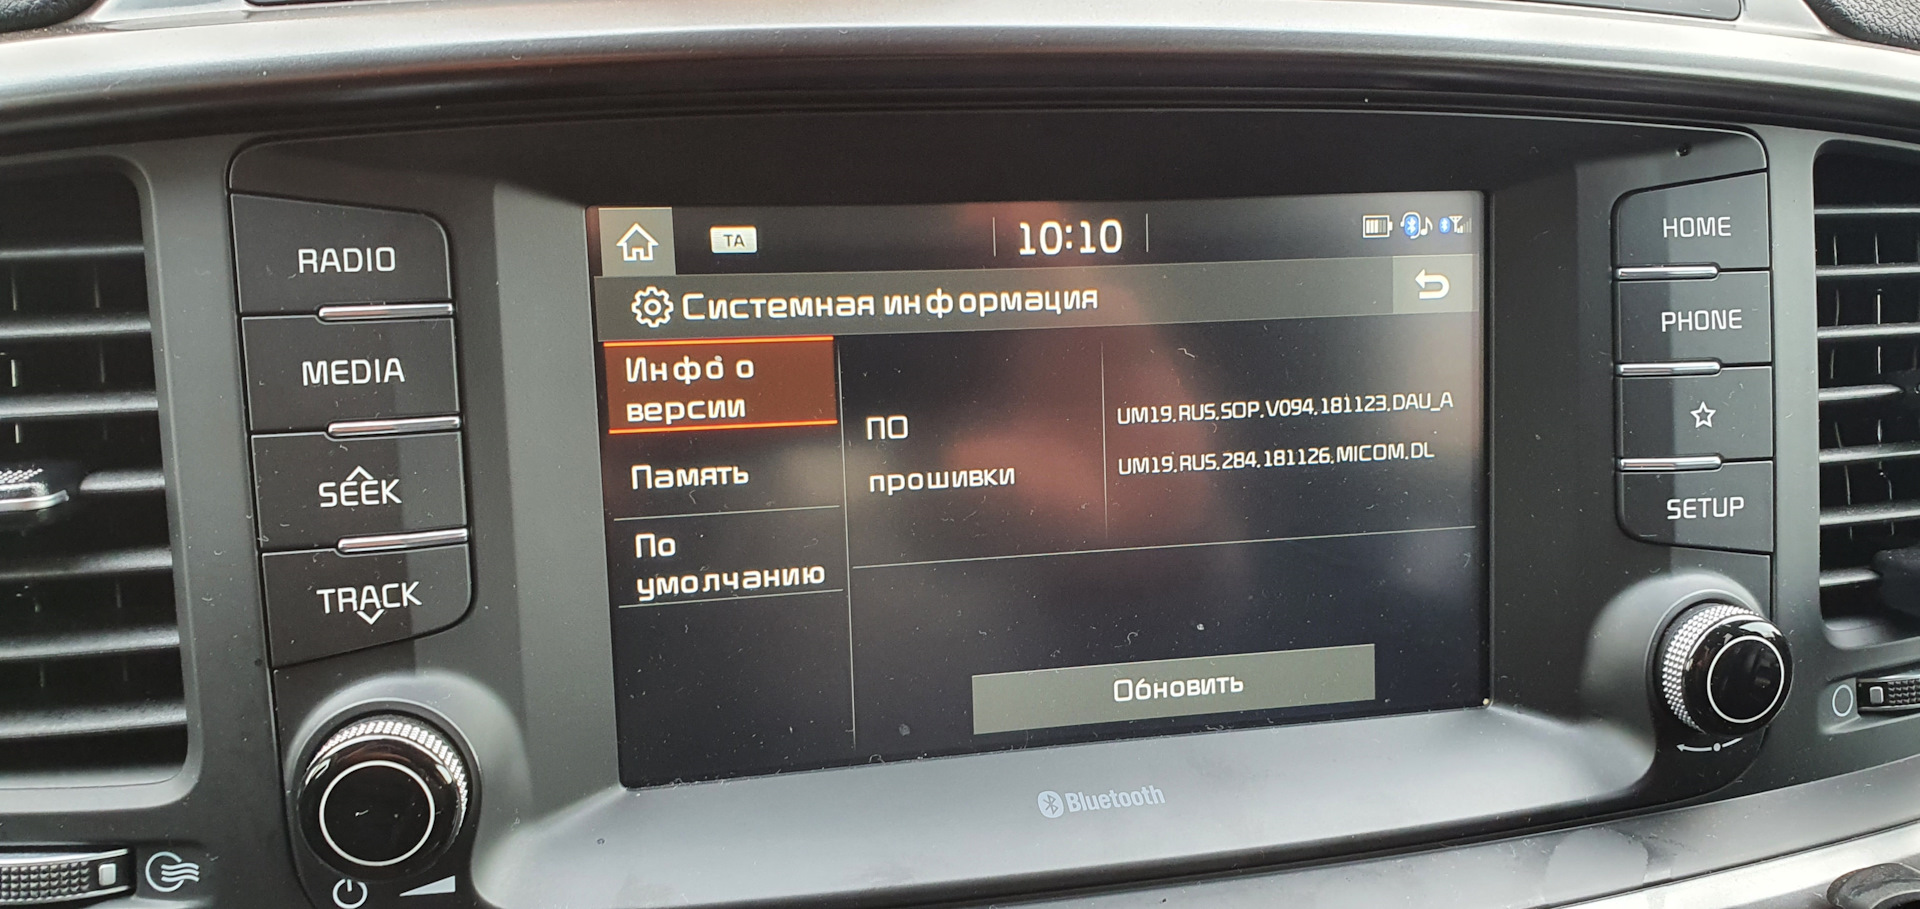 RADIO
MEDIA
SEEK
TRACK
TA
10:10
Системная информация
Инфо о
версии
Память
По
умолчанию
ПО
прошивки
UM19.RUS.SOP.V094.181123.DAU_A
UM19.RUS.284.181126.MICOM.DL
Обновить
Bluetooth
HOME
PHONE
SETUP